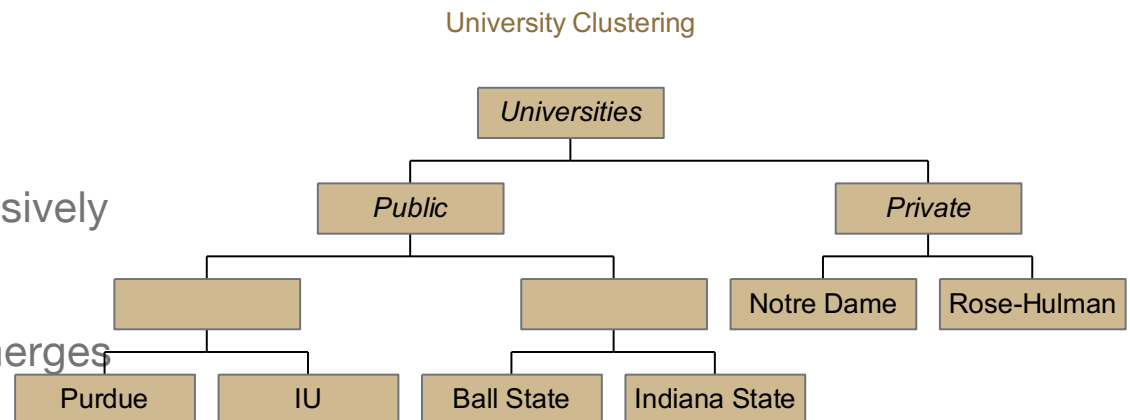 University Clustering
Universities
sively
Public
Private
Notre Dame
Rose-Hulman
erges
Purdue
IU
Ball State
Indiana State